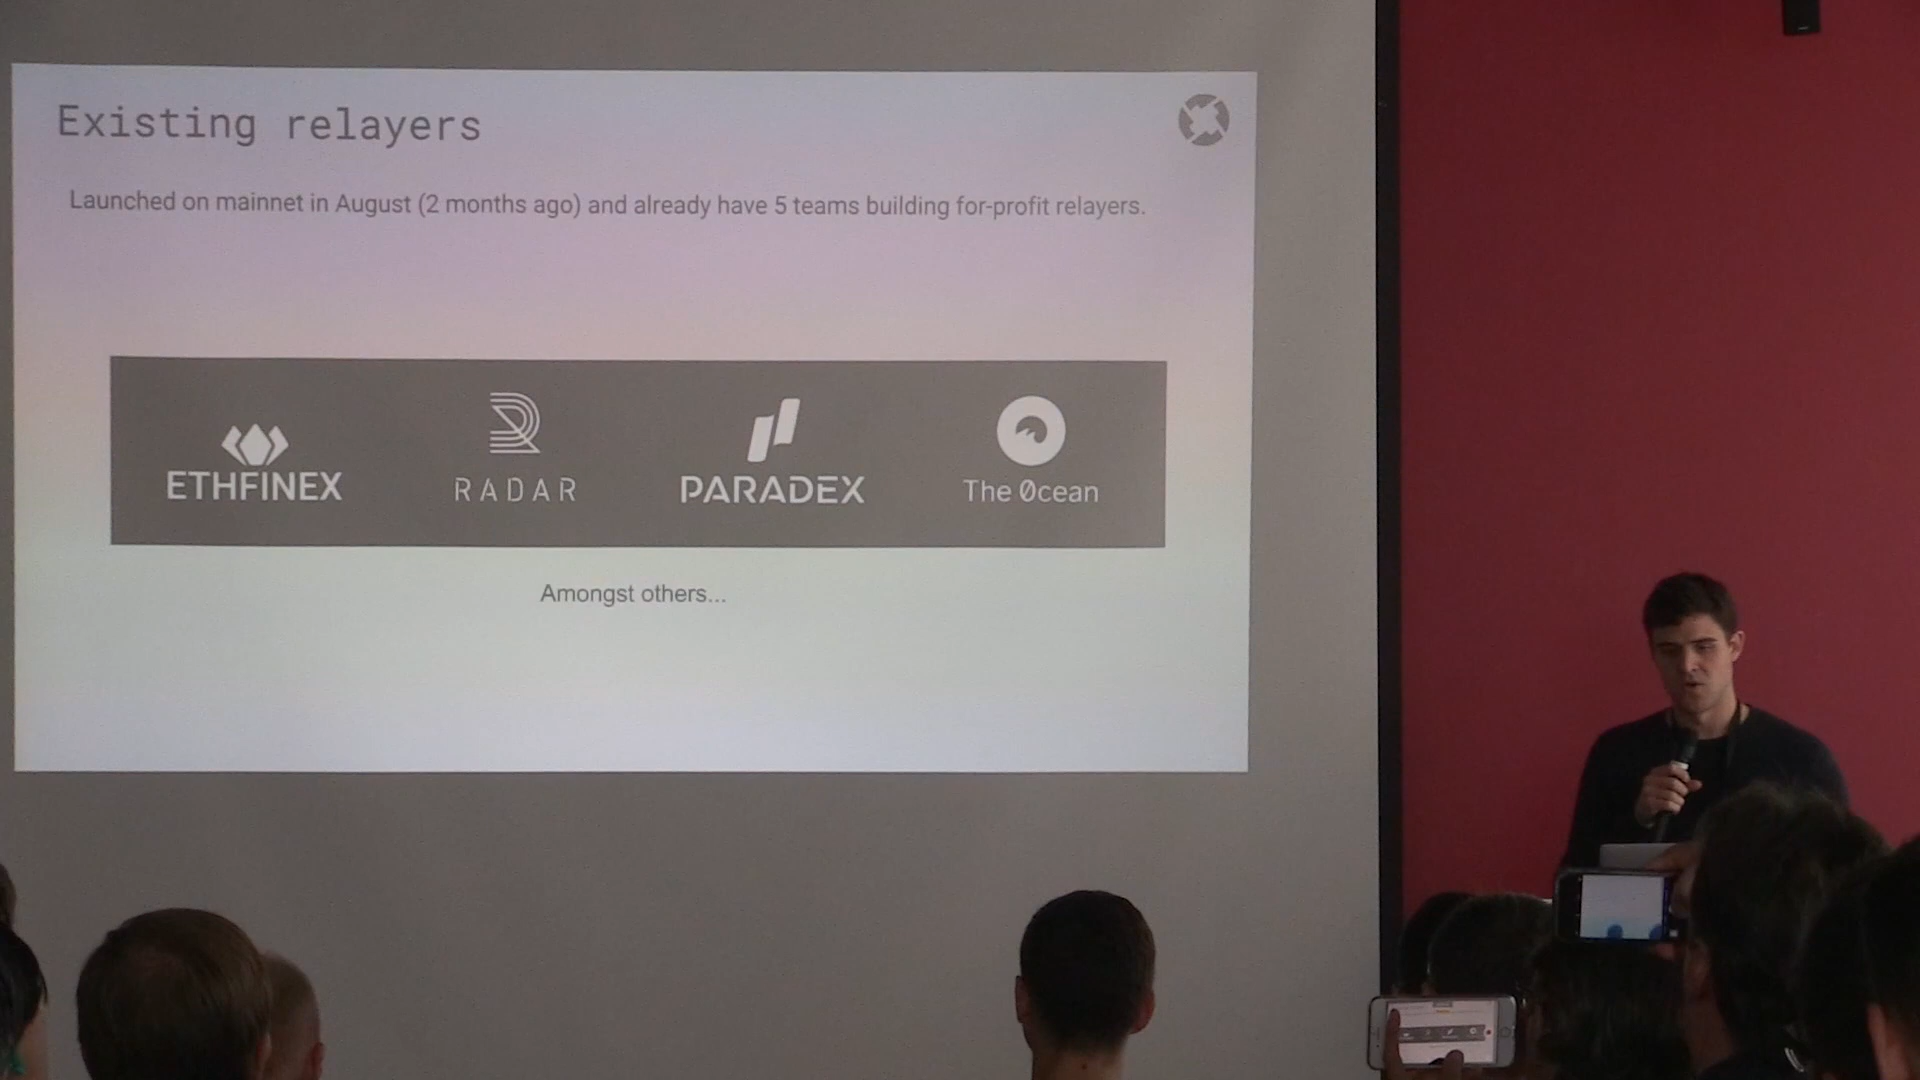 Existing relayers
Launched on mainnet in August (2 months ago) and already have 5 teams building for-profit relayers.
ETHFINEX
RADAR
PARADEX
The 0cean
Amongst others...